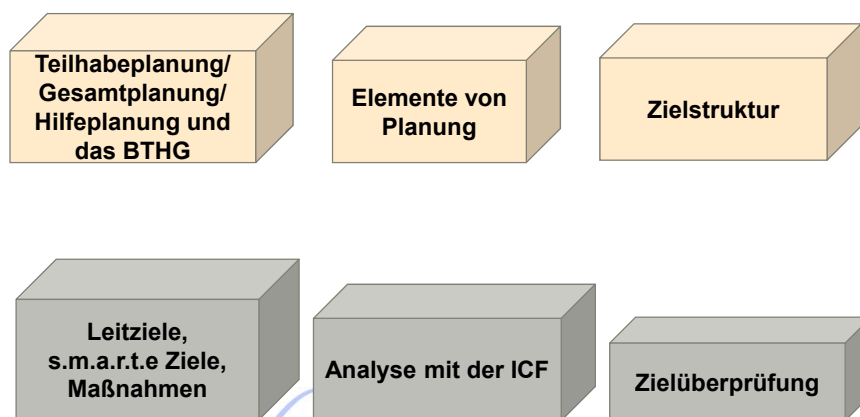 Teilhabeplanung/
Gesamtplanung/
Hilfeplanung und
das BTHG
Elemente von
Planung
Zielstruktur
Leitziele,
s.m.a.r.t.e Ziele,
Maßnahmen
Analyse mit der ICF
Zielüberprüfung